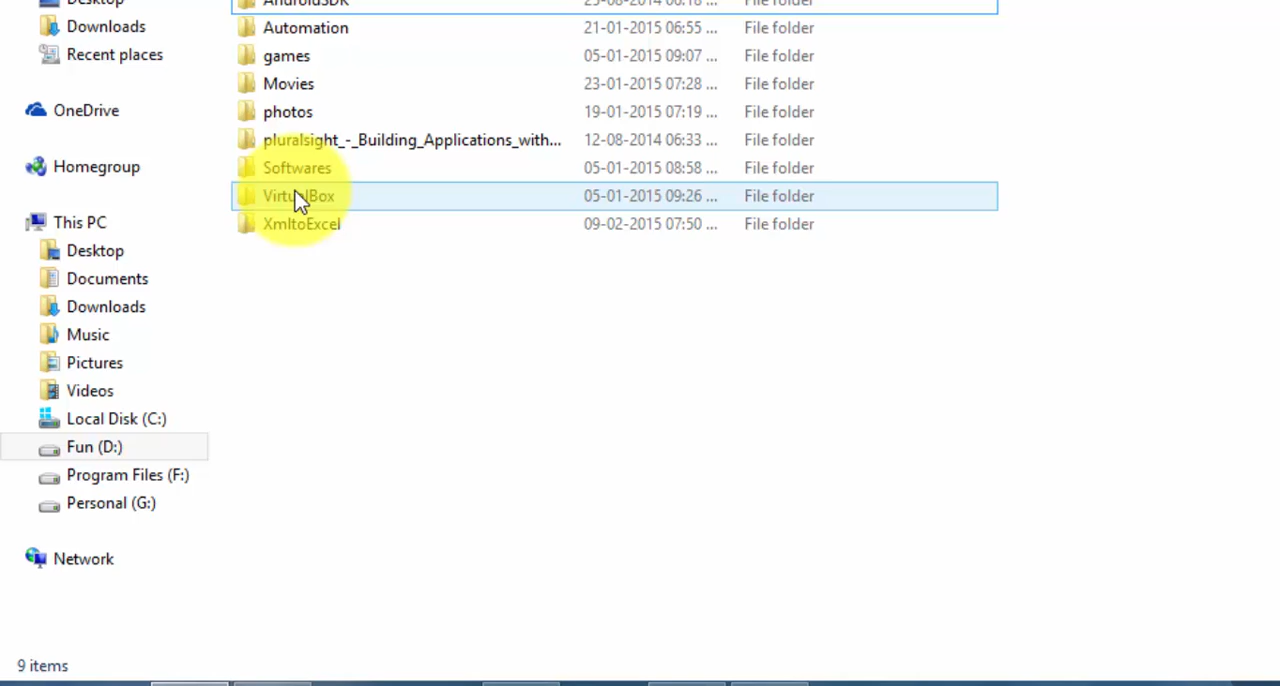 Desktop
Downloads
Recent places
OneDrive
Homegroup
This PC
Desktop
Documents
Downloads
Music
Pictures
Videos
Local Disk (C:)
Fun (D:)
Program Files (F:)
Personal (G:)
Network
AndroidSDK 25-08-2014 06:18 ... File folder
Automation 21-01-2015 06:55 ... File folder
games 05-01-2015 09:07 ... File folder
Movies 23-01-2015 07:28 ... File folder
photos 19-01-2015 07:19 ... File folder
pluralsight_-_Building_Applications_with... 12-08-2014 06:33 ... File folder
Softwares 05-01-2015 08:58 ... File folder
VirtualBox 05-01-2015 09:26 ... File folder
XmltoExcel 09-02-2015 07:50 ... File folder
9 items